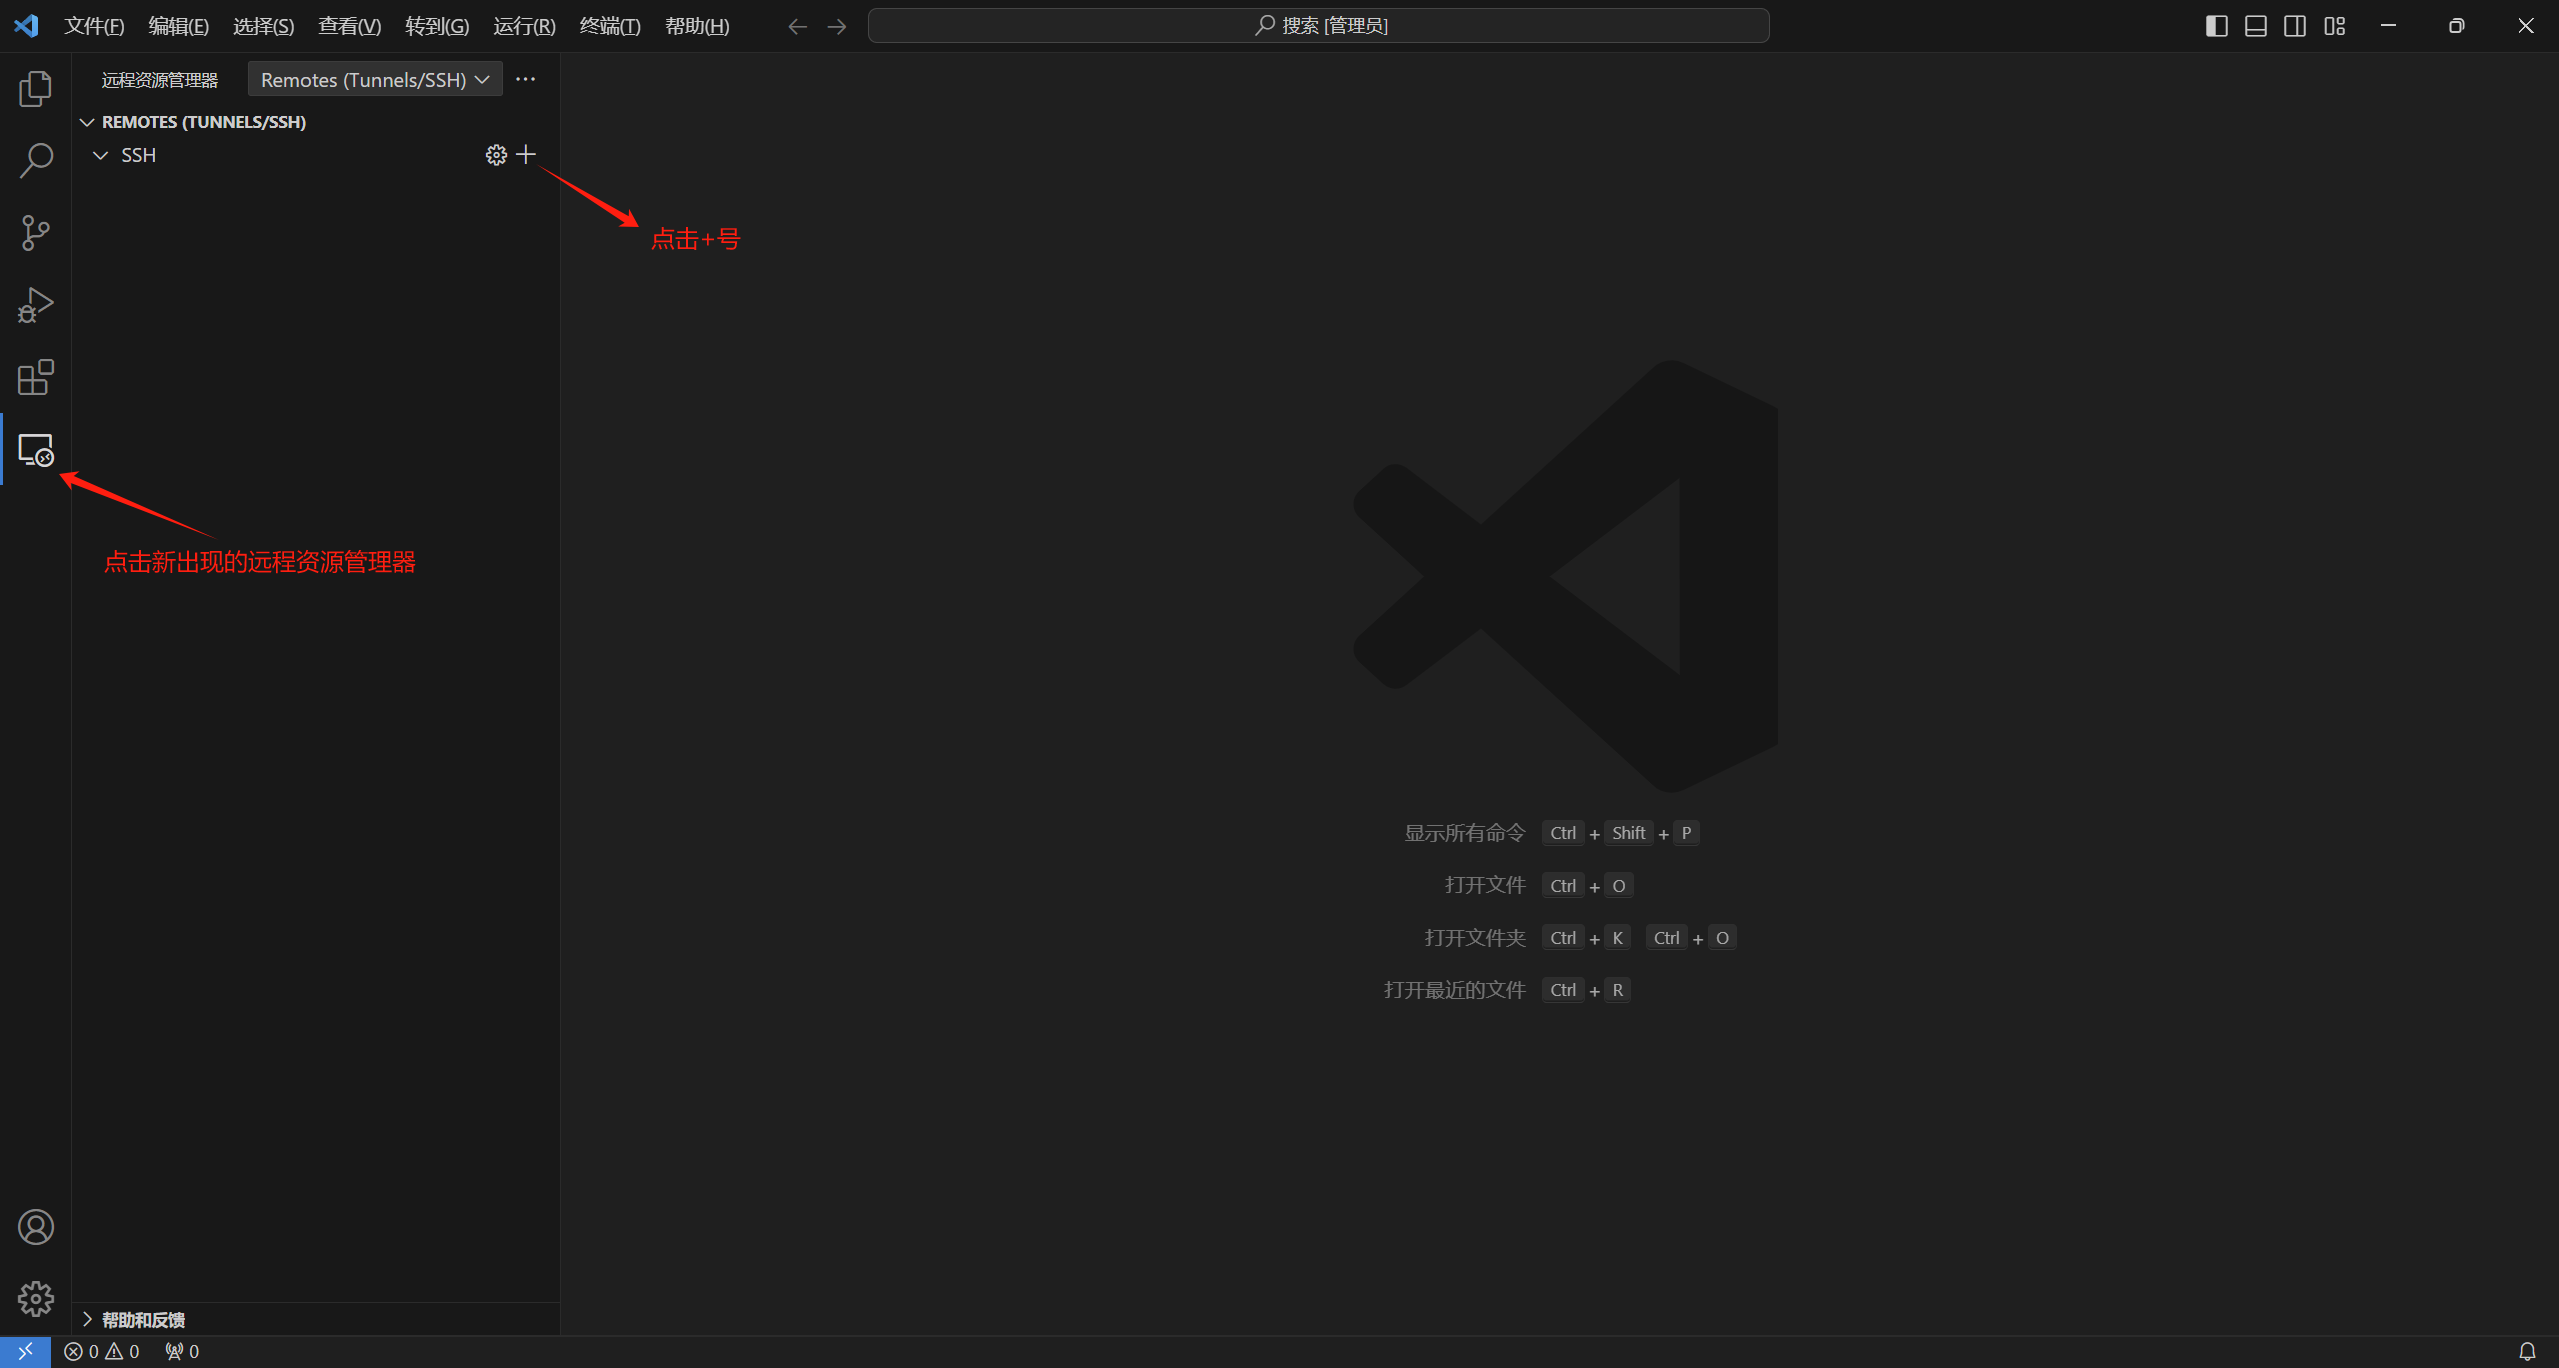 文件(F) 编辑(E) 选择(S) 查看(V) 转到(G) 运行(R) 终端(T) 帮助(H) 搜索 [管理员]
远程资源管理器 Remotes (Tunnels/SSH)
REMOTES (TUNNELS/SSH)
SSH
点击+号
点击新出现的远程资源管理器
显示所有命令 Ctrl + Shift + P
打开文件 Ctrl + O
打开文件夹 Ctrl + K Ctrl + O
打开最近的文件 Ctrl + R
帮助和反馈
0 0 0